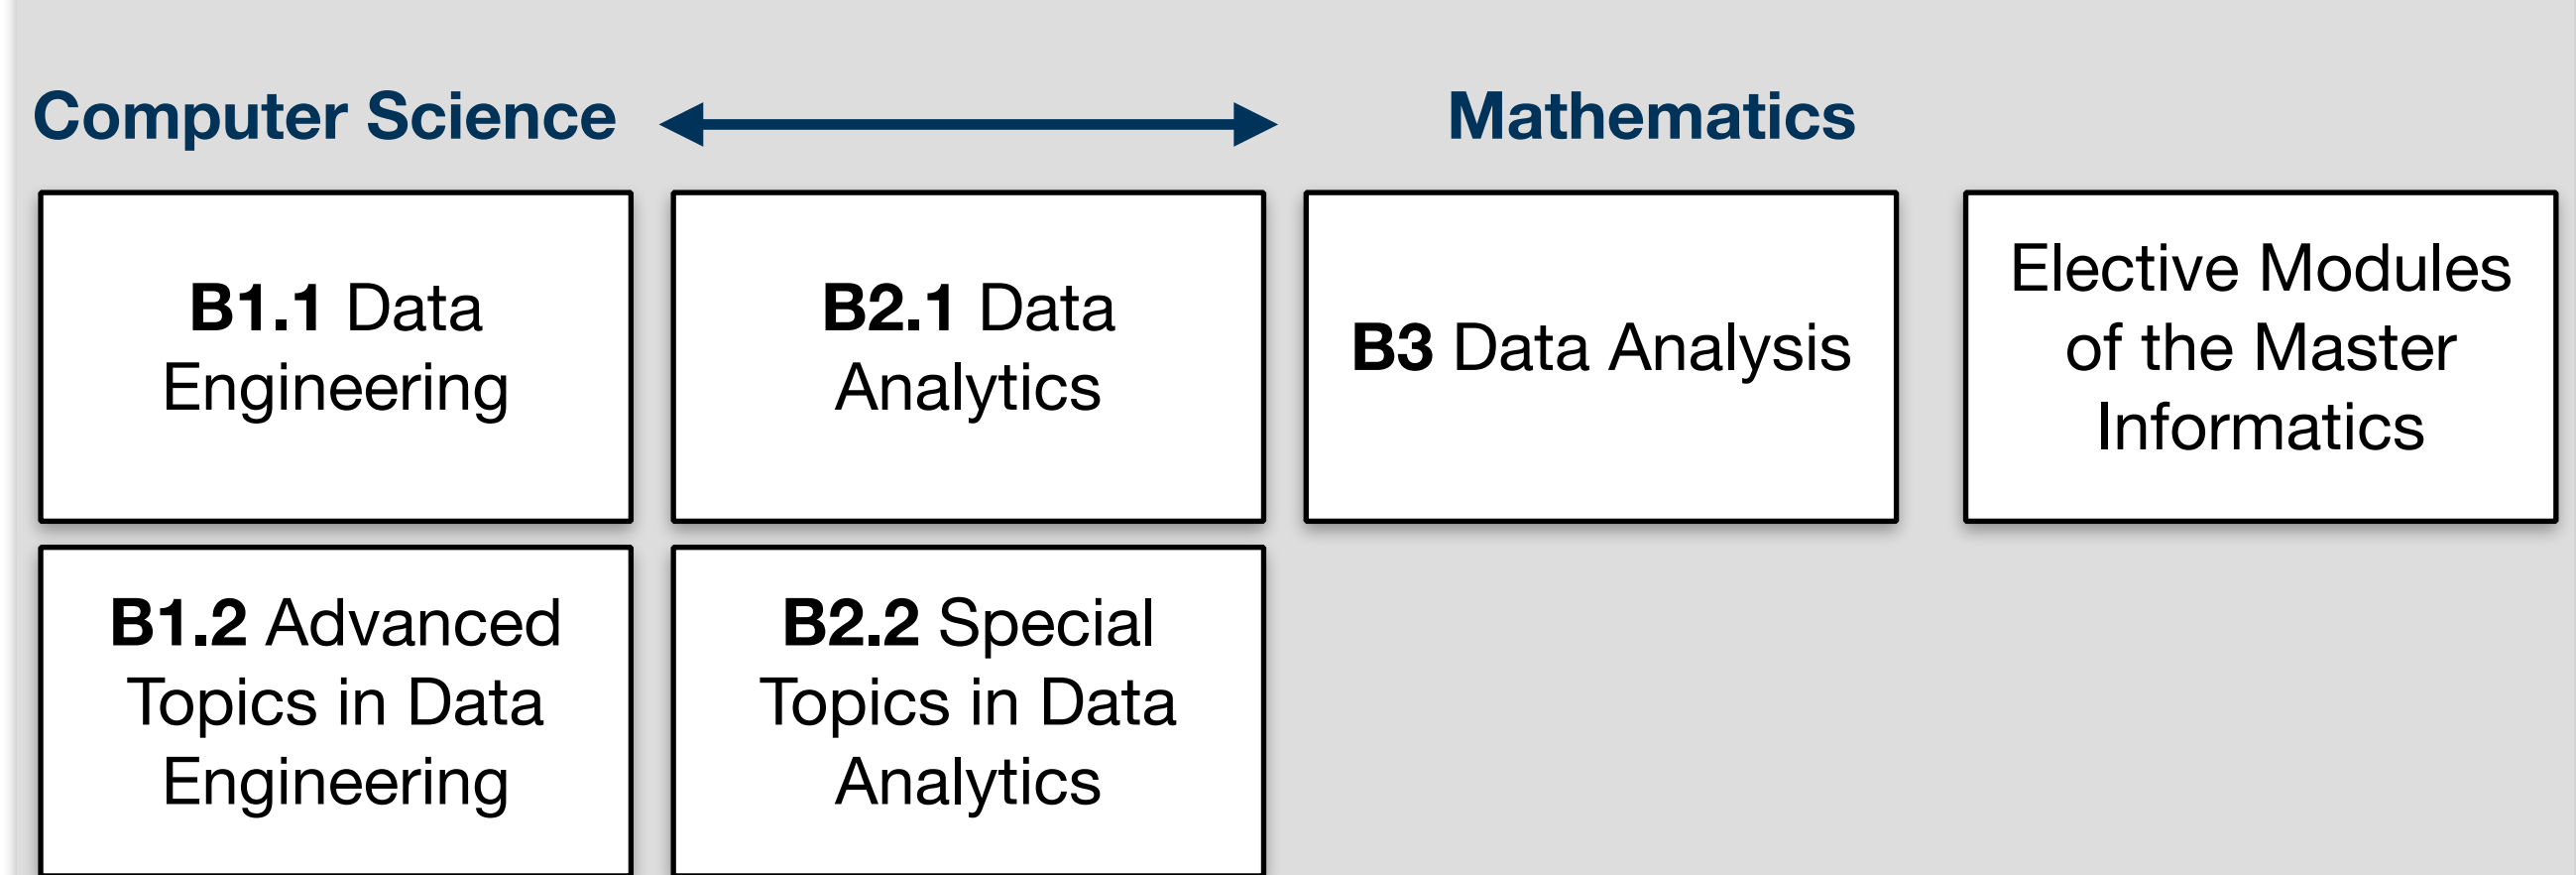 Computer Science
Mathematics
B1.1 Data
Engineering
B2.1 Data
Analytics
B3 Data Analysis
Elective Modules
of the Master
Informatics
B1.2 Advanced
Topics in Data
Engineering
B2.2 Special
Topics in Data
Analytics